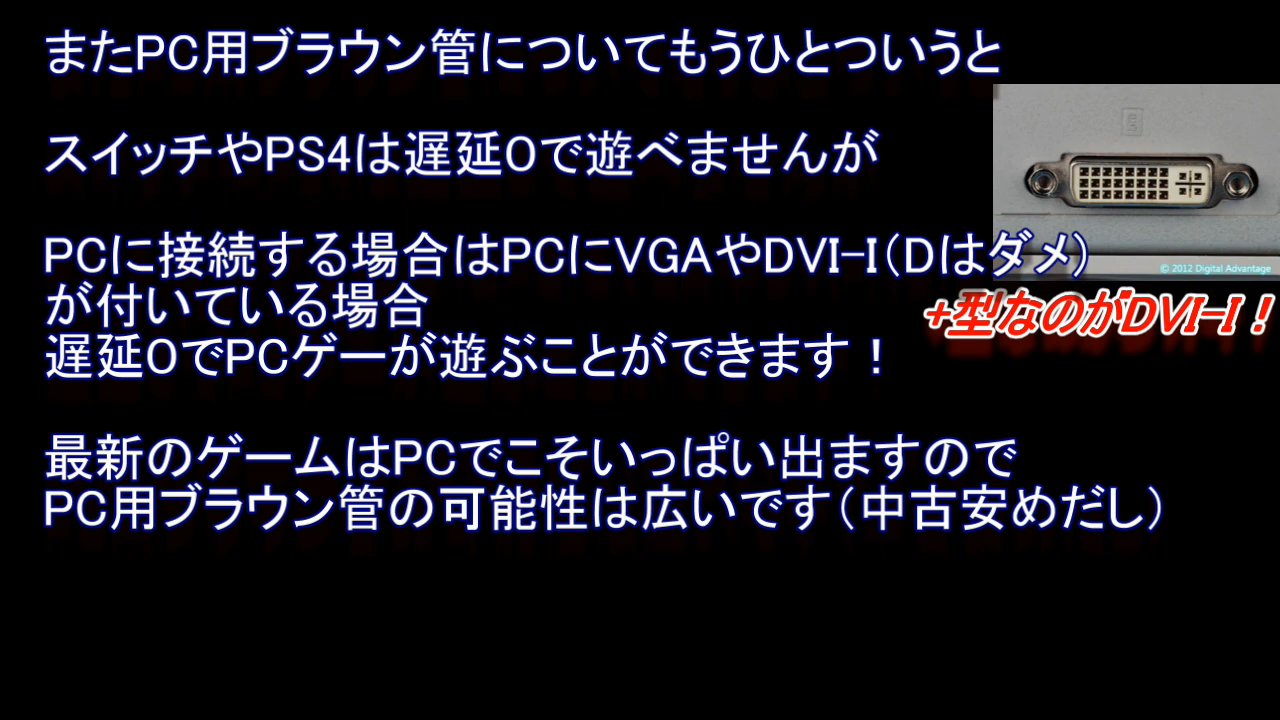 またPC用ブラウン管についてもうひとついうと
スイッチやPS4は遅延0で遊べませんが
PCに接続する場合はPCにVGAやDVI-I(Dはダメ)
が付いている場合
遅延0でPCゲーが遊ぶことができます！
© 2012 Digital Advantage
+型なのがDVI-I！
最新のゲームはPCでこそいっぱい出ますので
PC用ブラウン管の可能性は広いです(中古安めだし)